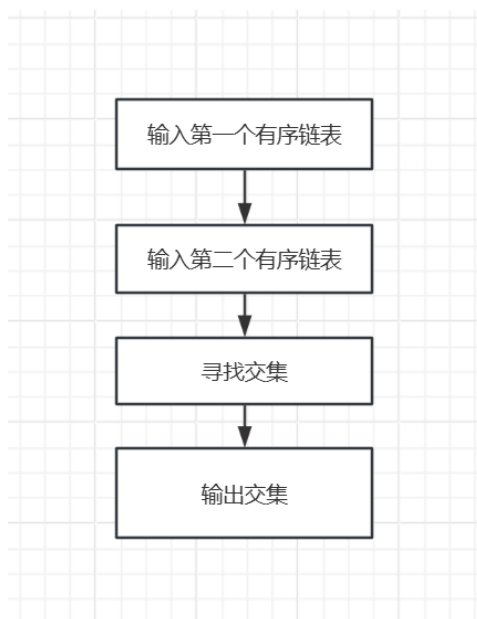 输入第一个有序链表
输入第二个有序链表
寻找交集
输出交集